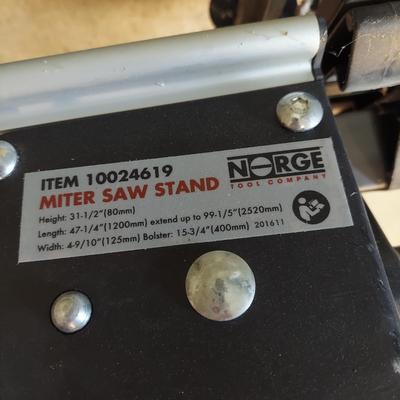 ITEM 10024619
MITER SAW STAND
NORGE
TOOL COMPANY
Height: 31-1/2"(80mm)
Length: 47-1/4"(1200mm) extend up to 99-1/5"(2520mm)
Width: 4-9/10"(125mm) Bolster: 15-3/4"(400mm) 201611